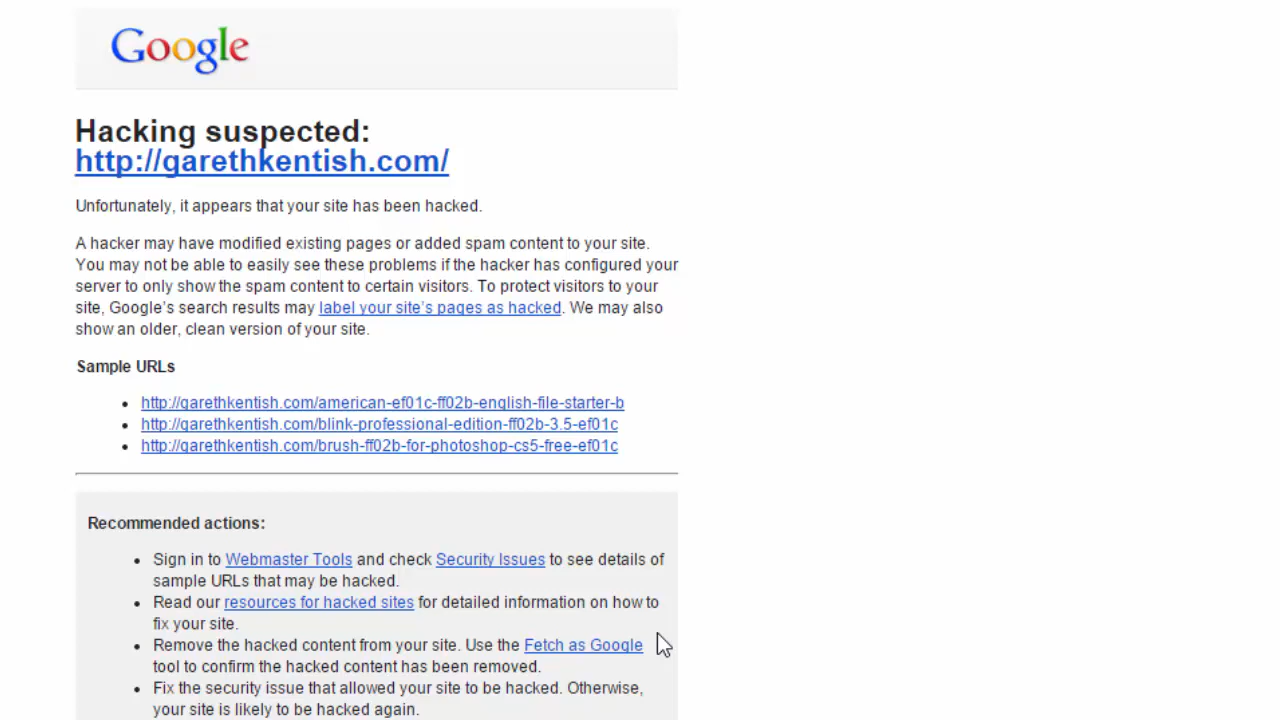 Google
Hacking suspected:
http://garethkentish.com/
Unfortunately, it appears that your site has been hacked.
A hacker may have modified existing pages or added spam content to your site.
You may not be able to easily see these problems if the hacker has configured your
server to only show the spam content to certain visitors. To protect visitors to your
site, Google's search results may label your site's pages as hacked. We may also
show an older, clean version of your site.
Sample URLs
• http://garethkentish.com/american-ef01c-ff02b-english-file-starter-b
• http://garethkentish.com/blink-professional-edition-ff02b-3.5-ef01c
• http://garethkentish.com/brush-ff02b-for-photoshop-cs5-free-ef01c
Recommended actions:
• Sign in to Webmaster Tools and check Security Issues to see details of
sample URLs that may be hacked.
• Read our resources for hacked sites for detailed information on how to
fix your site.
• Remove the hacked content from your site. Use the Fetch as Google
tool to confirm the hacked content has been removed.
• Fix the security issue that allowed your site to be hacked. Otherwise,
your site is likely to be hacked again.